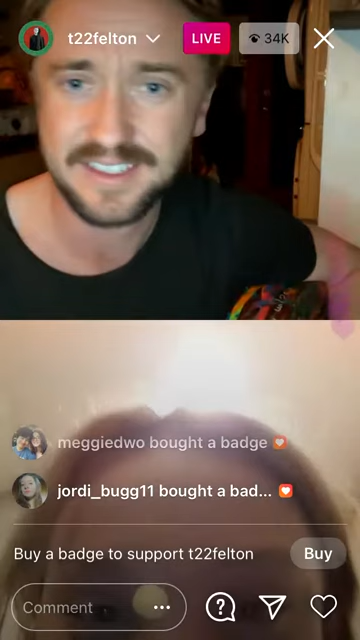 t22felton
LIVE
34K
meggiedwo bought a badge
jordi_bugg11 bought a bad...
Buy a badge to support t22felton
Buy
Comment